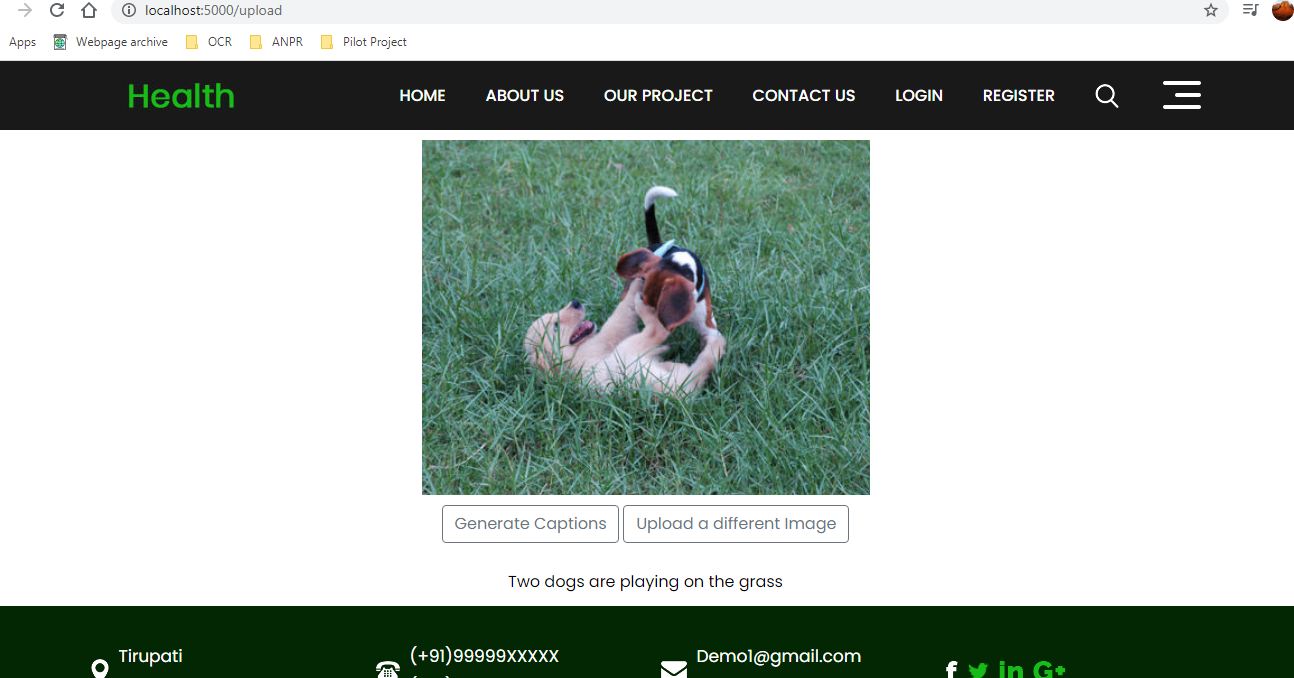 localhost:5000/upload
Apps Webpage archive OCR ANPR Pilot Project
Health HOME ABOUT US OUR PROJECT CONTACT US LOGIN REGISTER
Generate Captions Upload a different Image
Two dogs are playing on the grass
Tirupati (+91)99999XXXXX Demo1@gmail.com
f in G+